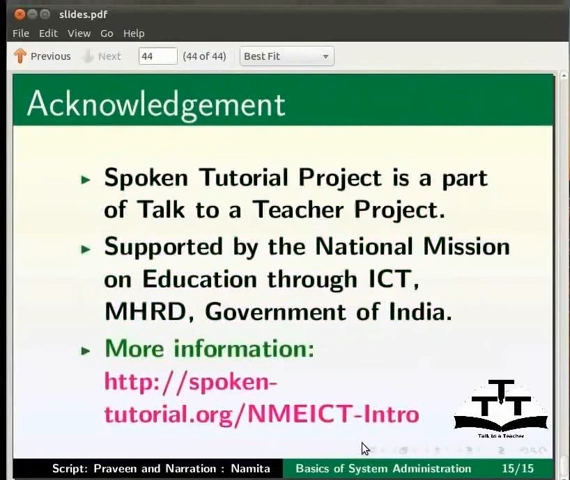 slides.pdf
File Edit View Go Help
Previous Next 44 (44 of 44) Best Fit
Acknowledgement
Spoken Tutorial Project is a part
of Talk to a Teacher Project.
Supported by the National Mission
on Education through ICT,
MHRD, Government of India.
More information:
http://spoken-
tutorial.org/NMEICT-Intro
TTT
Talk to a Teacher
Script: Praveen and Narration : Namita Basics of System Administration 15/15